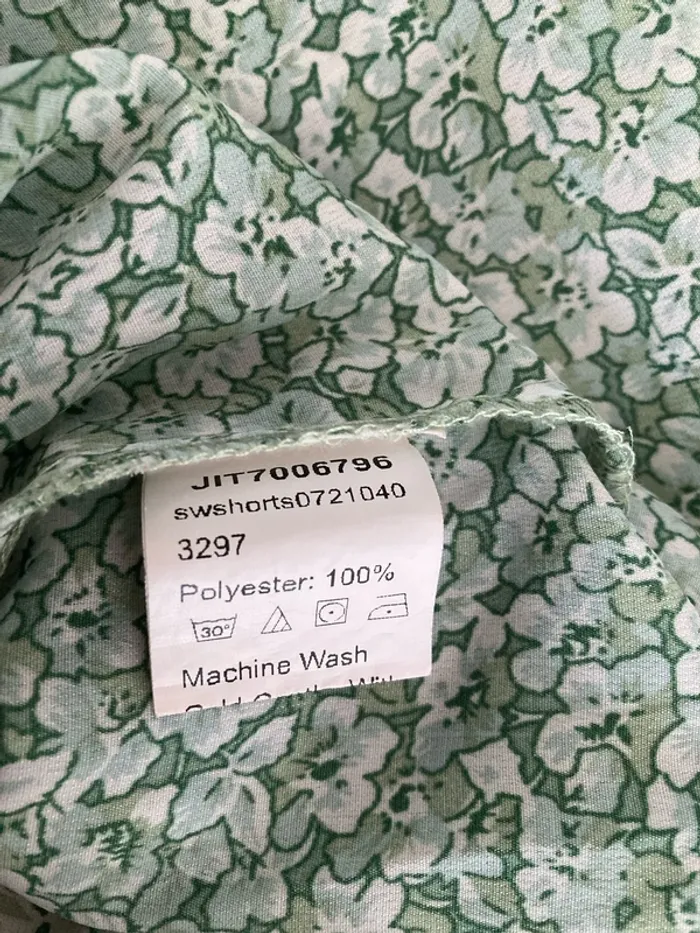 JIT7006796
swshorts0721040
3297
Polyester: 100%
30°
Machine Wash